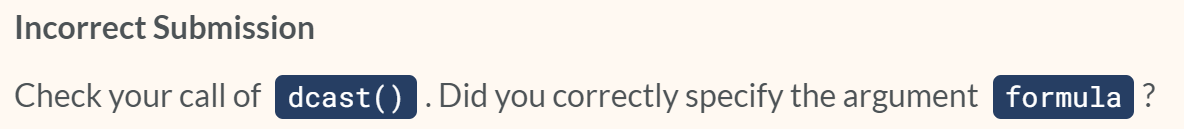 Incorrect Submission
Check your call of dcast() . Did you correctly specify the argument formula ?